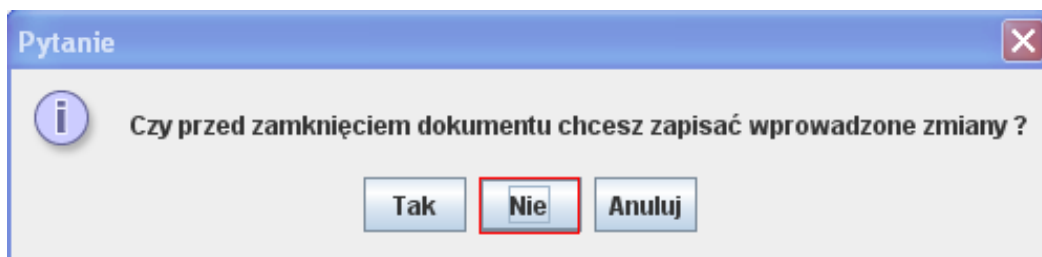 Pytanie
Czy przed zamknięciem dokumentu chcesz zapisać wprowadzone zmiany ?
Tak Nie Anuluj